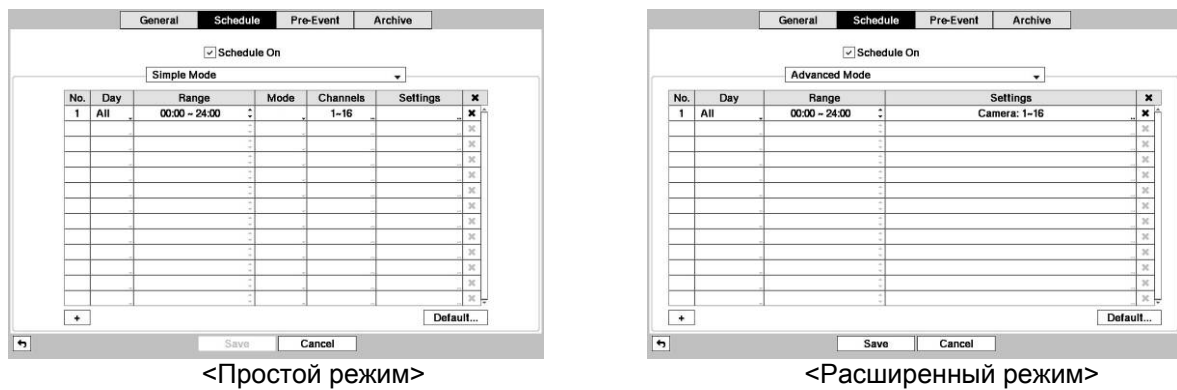 General Schedule Pre-Event Archive
Schedule On
Simple Mode
No. Day Range Mode Channels Settings
1 All 00:00 ~ 24:00 1~16
+ Default...
Save Cancel
<Простой режим>
General Schedule Pre-Event Archive
Schedule On
Advanced Mode
No. Day Range Settings
1 All 00:00 ~ 24:00 Camera: 1~16
+ Default...
Save Cancel
<Расширенный режим>